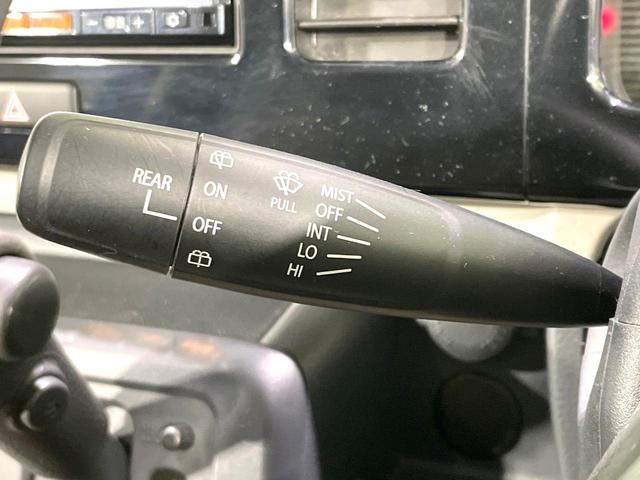 REAR
ON
OFF
PULL
MIST
OFF
INT
LO
HI